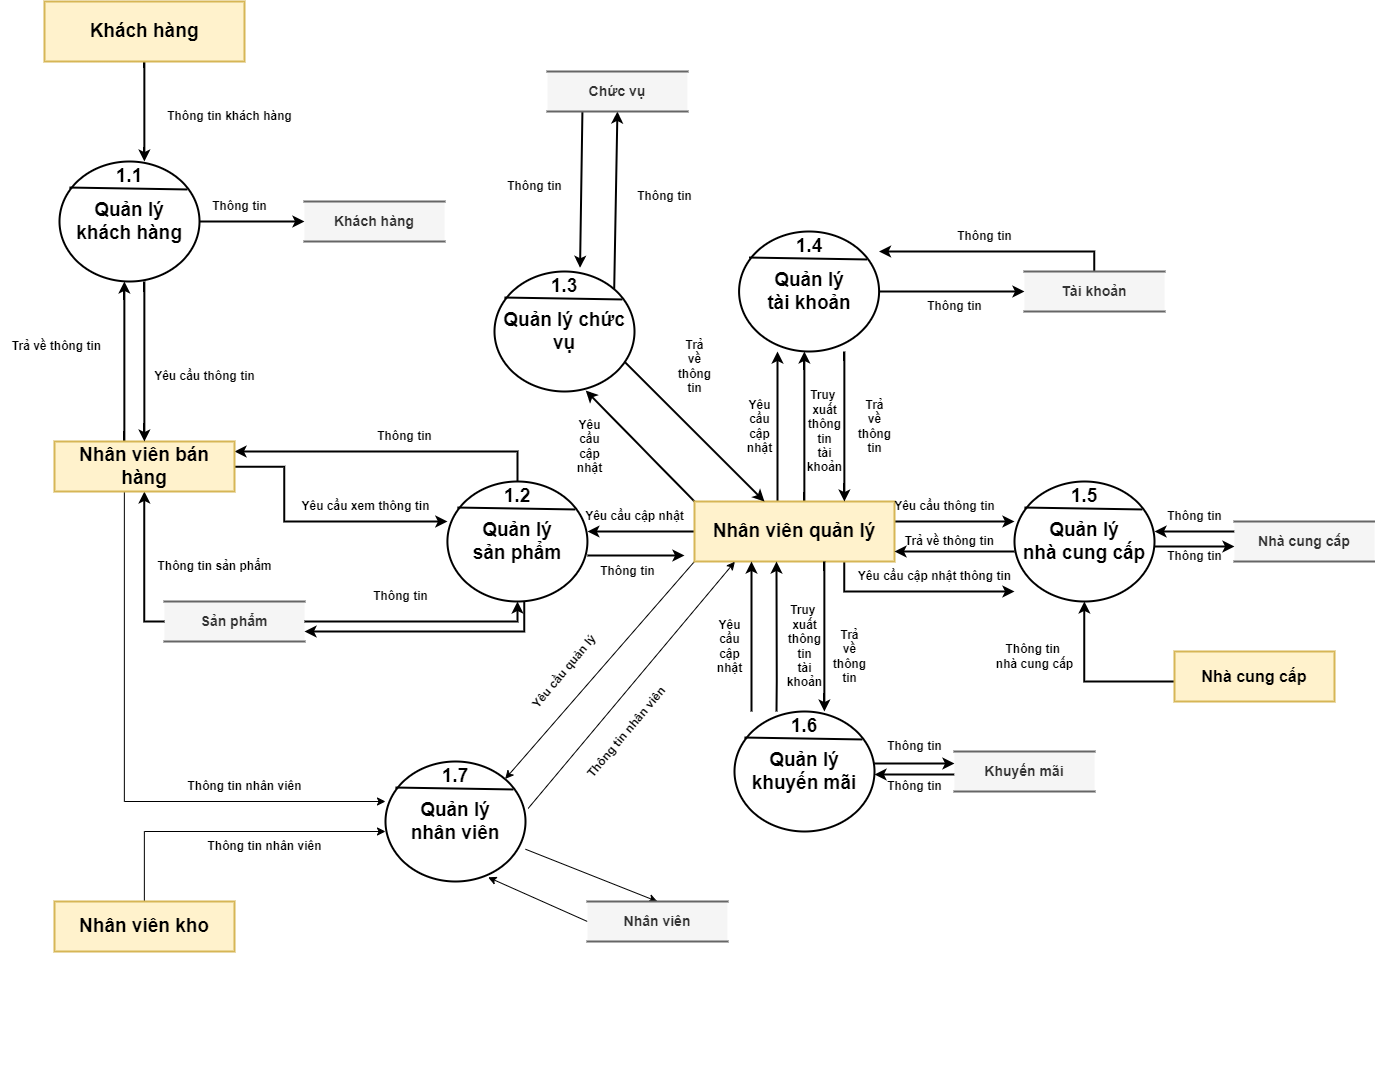 Khách hàng
Thông tin khách hàng
1.1
Quản lý
khách hàng
Thông tin
Khách hàng
Trả về thông tin
Yêu cầu thông tin
Nhân viên bán
hàng
Chức vụ
Thông tin
Thông tin
1.3
Quản lý chức
vụ
Trả
về
thông
tin
Yêu
cầu
cập
nhật
1.4
Quản lý
tài khoản
Thông tin
Tài khoản
Thông tin
Yêu
cầu
cập
nhật
Truy
xuất
thông
tin
tài
khoản
Trả
về
thông
tin
Thông tin
Yêu cầu xem thông tin
1.2
Quản lý
sản phẩm
Yêu cầu cập nhật
Thông tin
Nhân viên quản lý
Yêu cầu thông tin
Trả về thông tin
Yêu cầu cập nhật thông tin
1.5
Quản lý
nhà cung cấp
Thông tin
Thông tin
Nhà cung cấp
Thông tin sản phẩm
Thông tin
Sản phẩm
Yêu cầu quản lý
Thông tin nhân viên
Yêu
cầu
cập
nhật
Truy
xuất
thông
tin
tài
khoản
Trả
về
thông
tin
Thông tin
nhà cung cấp
Nhà cung cấp
1.6
Quản lý
khuyến mãi
Thông tin
Thông tin
Khuyến mãi
1.7
Quản lý
nhân viên
Thông tin nhân viên
Thông tin nhân viên
Nhân viên kho
Nhân viên